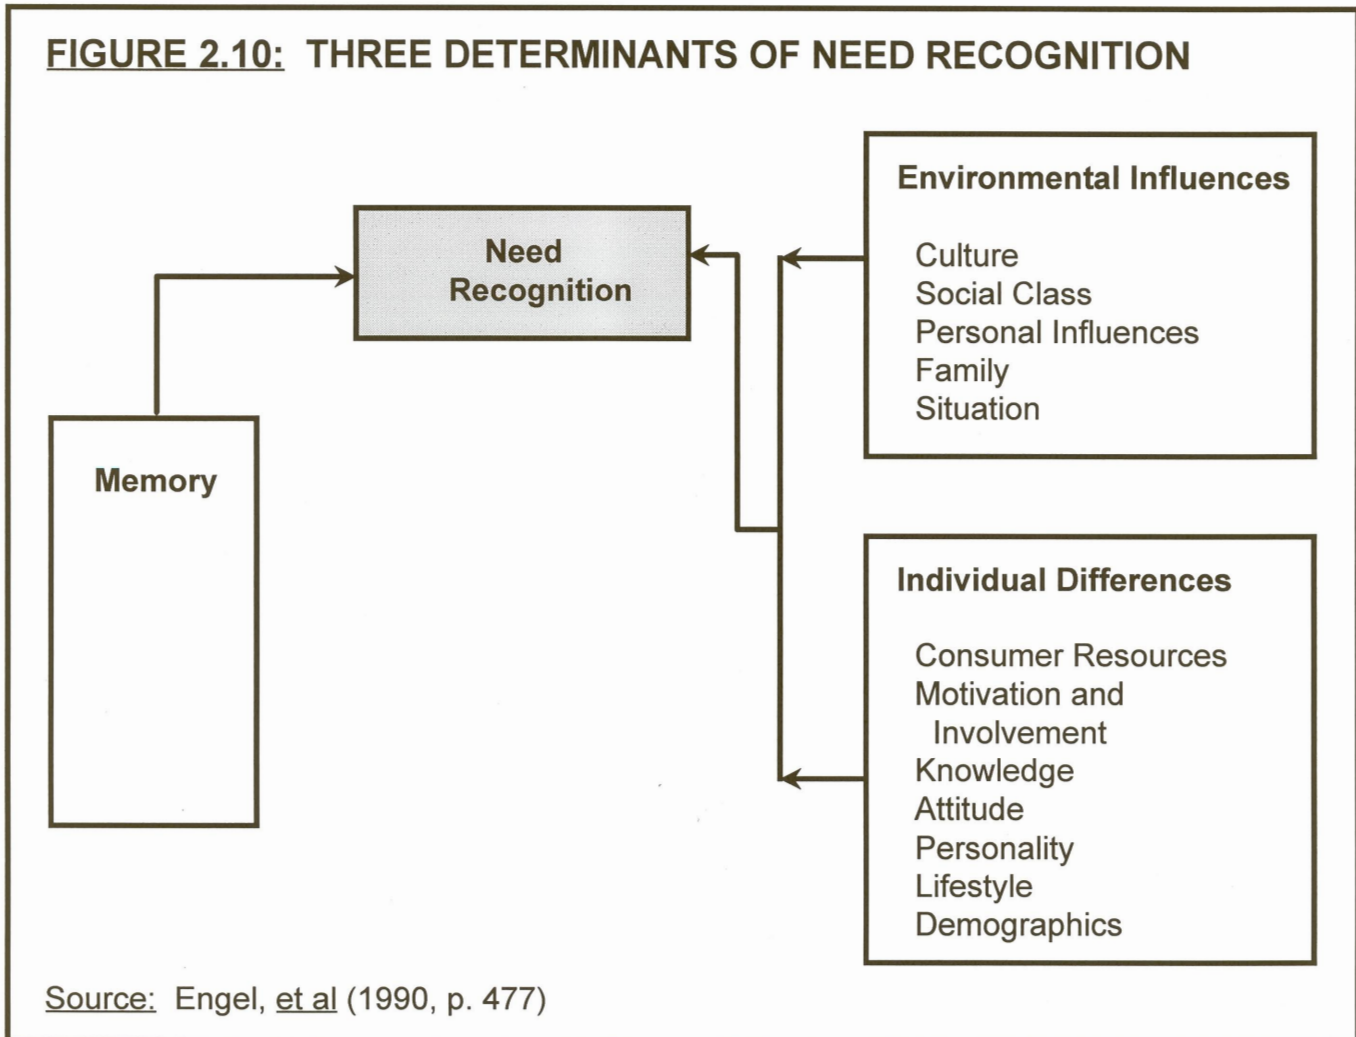 FIGURE 2.10: THREE DETERMINANTS OF NEED RECOGNITION
Need
Recognition
Memory
Environmental Influences
Culture
Social Class
Personal Influences
Family
Situation
Individual Differences
Consumer Resources
Motivation and
Involvement
Knowledge
Attitude
Personality
Lifestyle
Demographics
Source: Engel, et al (1990, p. 477)